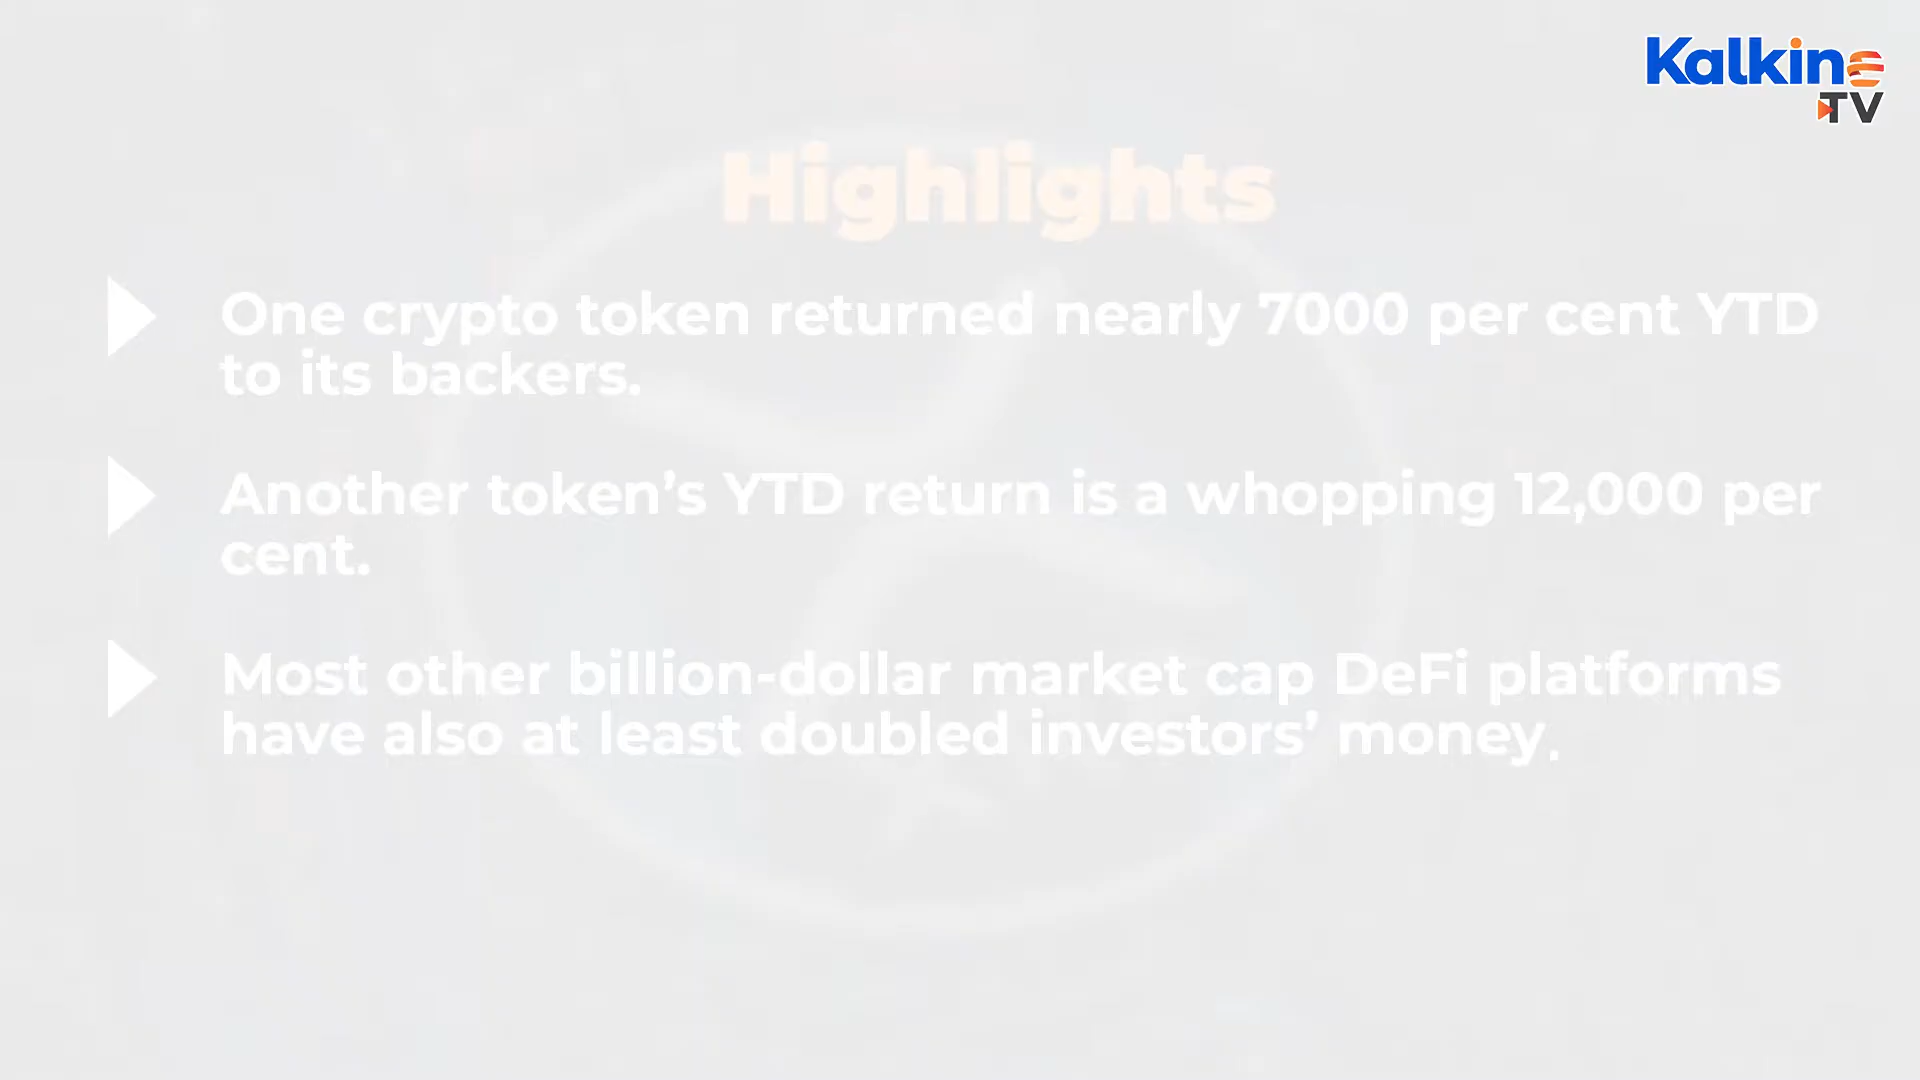 Kalkine
TV
Highlights
One crypto token returned nearly 7000 per cent YTD
to its backers.
Another token’s YTD return is a whopping 12,000 per
cent.
Most other billion-dollar market cap DeFi platforms
have also at least doubled investors’ money.